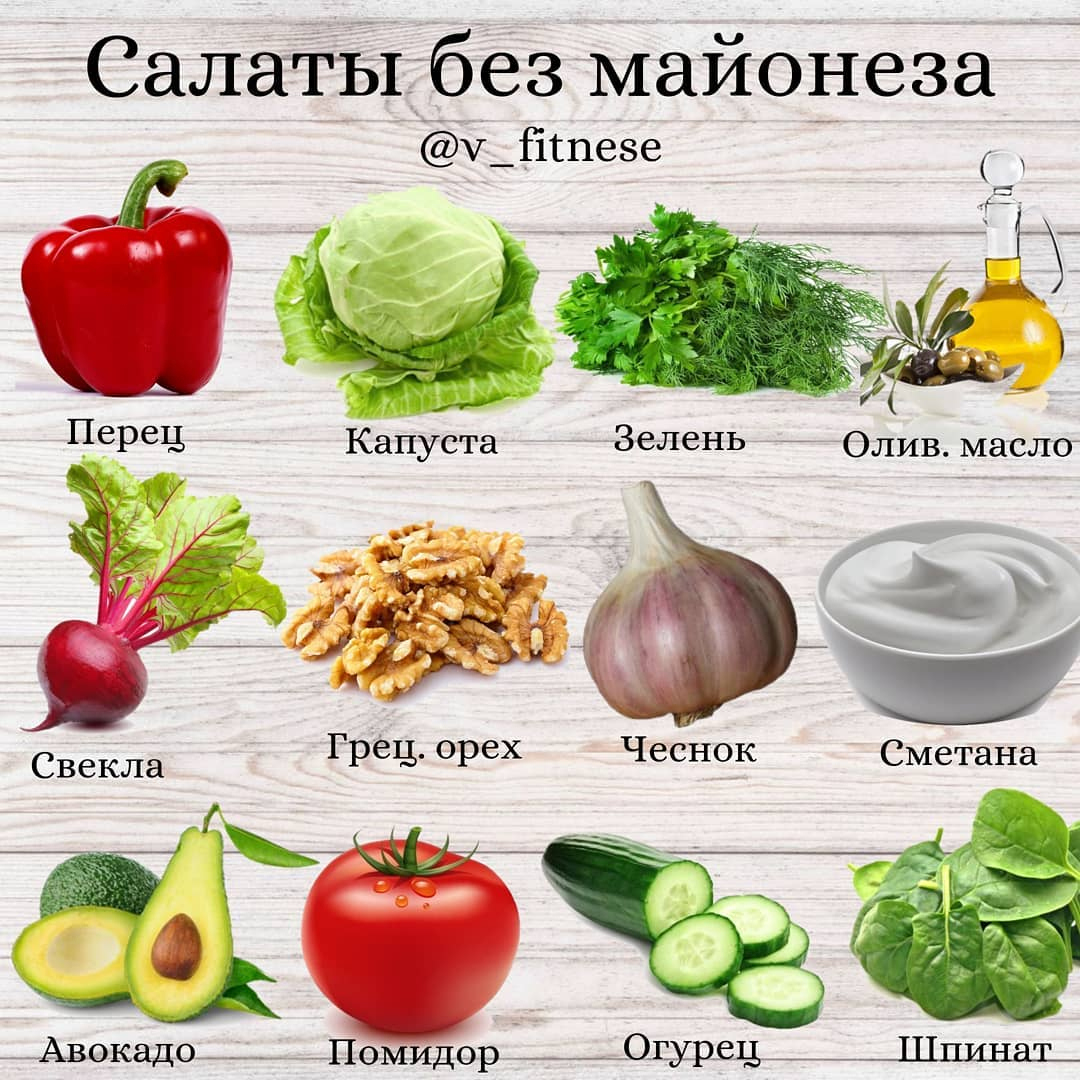 Салаты без майонеза
@v_fitnese
Перец
Капуста
Зелень
Олив. масло
Свекла
Грец. орех
Чеснок
Сметана
Авокадо
Помидор
Огурец
Шпинат